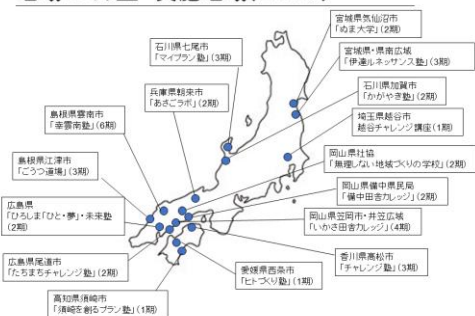 宮城県気仙沼市
「ぬま大学」(2期)
石川県七尾市
「マイプラン塾」(3期)
宮城県・県南広域
「伊達ルネッサンス塾」(3期)
兵庫県朝来市
「あさごラボ」(2期)
石川県加賀市
「かがやき塾」(2期)
島根県雲南市
「幸雲南塾」(6期)
埼玉県越谷市
越谷チャレンジ講座(1期)
岡山県社協
「無理しない地域づくりの学校」(2期)
島根県江津市
「ごうつ道場」(3期)
岡山県備中県民局
「備中田舎カレッジ」(2期)
広島県
「ひろしま「ひと・夢」・未来塾
(2期)
岡山県笠岡市・井笠広域
「いかさ田舎カレッジ」(4期)
広島県尾道市
「たちまちチャレンジ塾」(2期)
香川県高松市
「チャレンジ塾」(3期)
愛媛県西条市
「ヒトづくり塾」(1期)
高知県須崎市
「須崎を創るプラン塾」(1期)